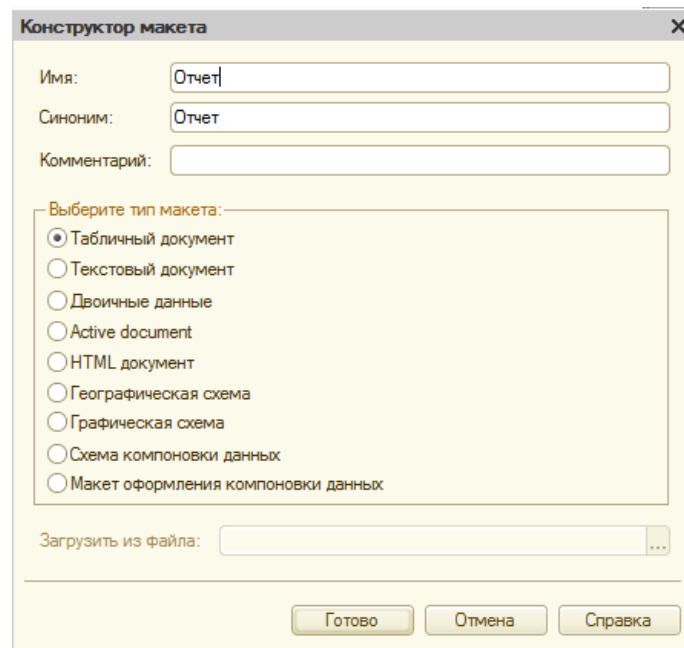 Конструктор макета
Имя: Отчет
Синоним: Отчет
Комментарий:
Выберите тип макета:
Табличный документ
Текстовый документ
Двоичные данные
Active document
HTML документ
Географическая схема
Графическая схема
Схема компоновки данных
Макет оформления компоновки данных
Загрузить из файла: ...
Готово Отмена Справка